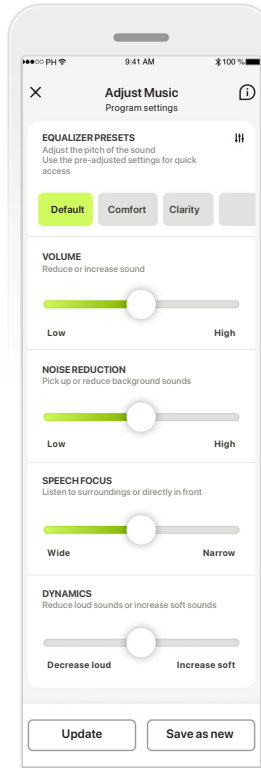 PH 9:41 AM 100 %
Adjust Music
Program settings
EQUALIZER PRESETS
Adjust the pitch of the sound
Use the pre-adjusted settings for quick
access
Default Comfort Clarity
VOLUME
Reduce or increase sound
Low High
NOISE REDUCTION
Pick up or reduce background sounds
Low High
SPEECH FOCUS
Listen to surroundings or directly in front
Wide Narrow
DYNAMICS
Reduce loud sounds or increase soft sounds
Decrease loud Increase soft
Update Save as new